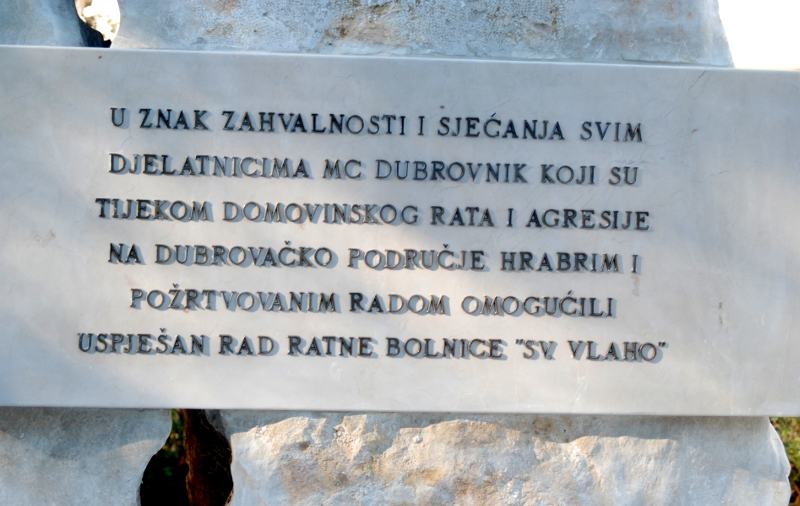 U ZNAK ZAHVALNOSTI I SJEĆANJA SVIM
DJELATNICIMA MC DUBROVNIK KOJI SU
TIJEKOM DOMOVINSKOG RATA I AGRESIJE
NA DUBROVAČKO PODRUČJE HRABRIM I
POŽRTVOVANIM RADOM OMOGUĆILI
USPJEŠAN RAD RATNE BOLNICE "SV. VLAHO"